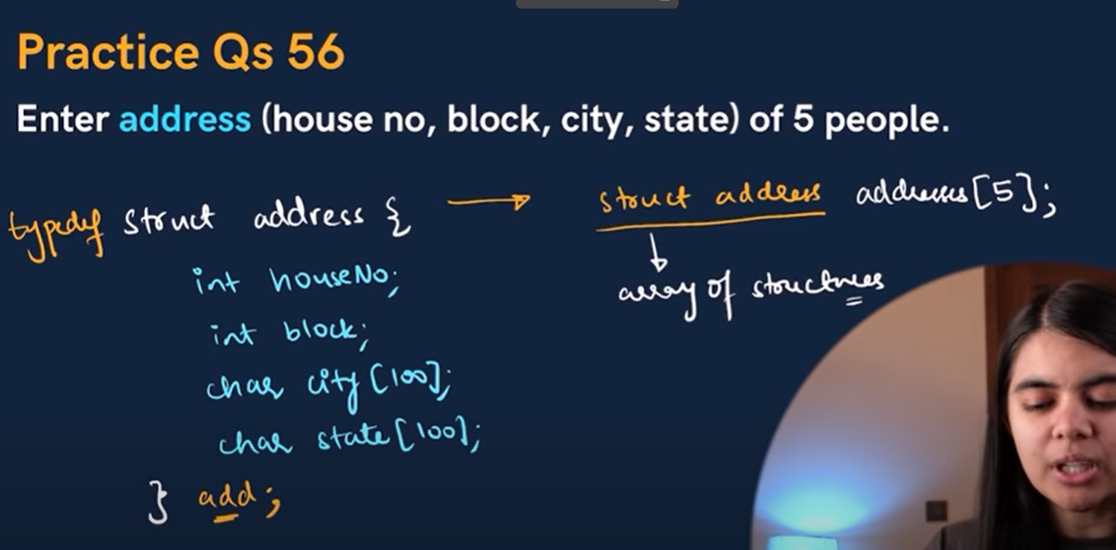 Practice Qs 56
Enter address (house no, block, city, state) of 5 people.
typedef struct address {
int houseNo;
int block;
char city [100];
char state [100];
} add;
struct address addresses [5];
array of structures